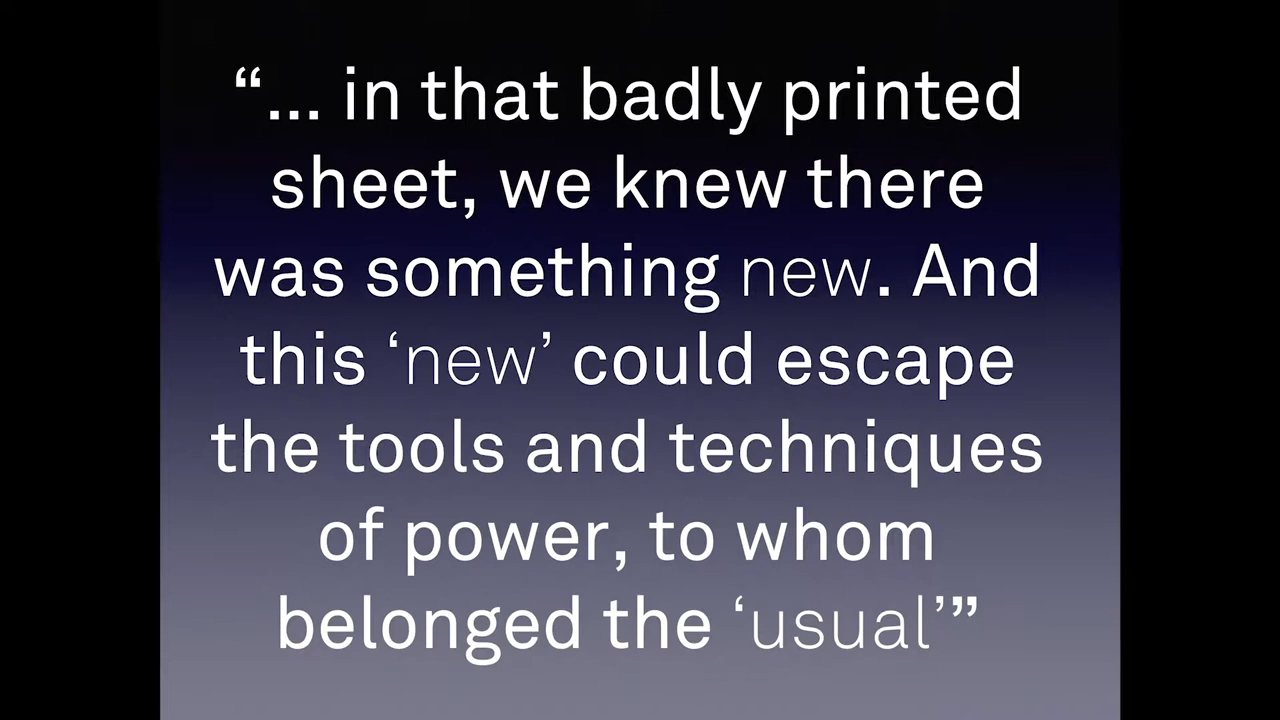 “... in that badly printed
sheet, we knew there
was something new. And
this ‘new’ could escape
the tools and techniques
of power, to whom
belonged the ‘usual’”